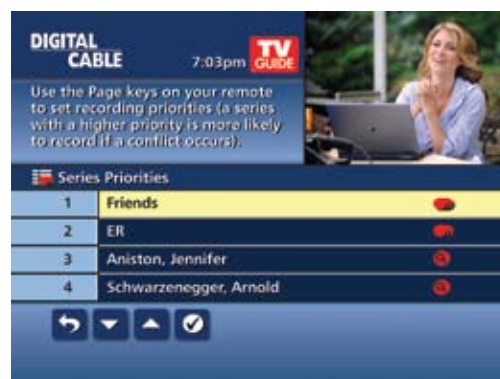 DIGITAL
CABLE
7:03pm
TV
GUIDE
Use the Page keys on your remote
to set recording priorities (a series
with a higher priority is more likely
to record if a conflict occurs).
Series Priorities
1 Friends
2 ER
3 Aniston, Jennifer
4 Schwarzenegger, Arnold